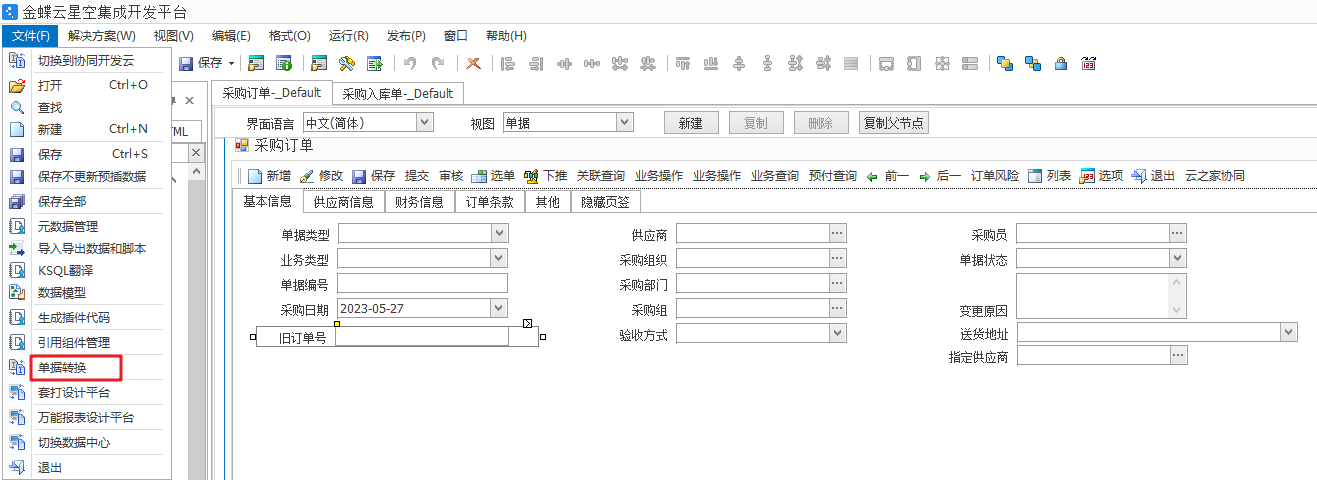 金蝶云星空集成开发平台
文件(F) 解决方案(W) 视图(V) 编辑(E) 格式(O) 运行(R) 发布(P) 窗口 帮助(H)
切换到协同开发云
打开 Ctrl+O
查找
新建 Ctrl+N
保存 Ctrl+S
保存不更新预插数据
保存全部
元数据管理
导入导出数据和脚本
KSQL翻译
数据模型
生成插件代码
引用组件管理
单据转换
套打设计平台
万能报表设计平台
切换数据中心
退出
保存
TML
采购订单-_Default 采购入库单-_Default
界面语言 中文(简体) 视图 单据 新建 复制 删除 复制父节点
采购订单
新增 修改 保存 提交 审核 选单 下推 关联查询 业务操作 业务操作 业务查询 预付查询 前一 后一 订单风险 列表 选项 退出 云之家协同
基本信息 供应商信息 财务信息 订单条款 其他 隐藏页签
单据类型 供应商 采购员
业务类型 采购组织 单据状态
单据编号 采购部门
采购日期 2023-05-27 采购组 变更原因
旧订单号 验收方式 送货地址
指定供应商